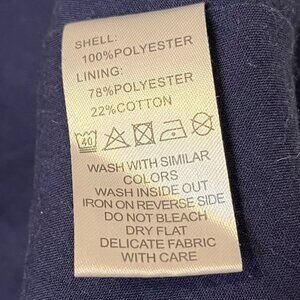 SHELL:
100%POLYESTER
LINING:
78%POLYESTER
22%COTTON
40
WASH WITH SIMILAR
COLORS
WASH INSIDE OUT
IRON ON REVERSE SIDE
DO NOT BLEACH
DRY FLAT
DELICATE FABRIC
WITH CARE